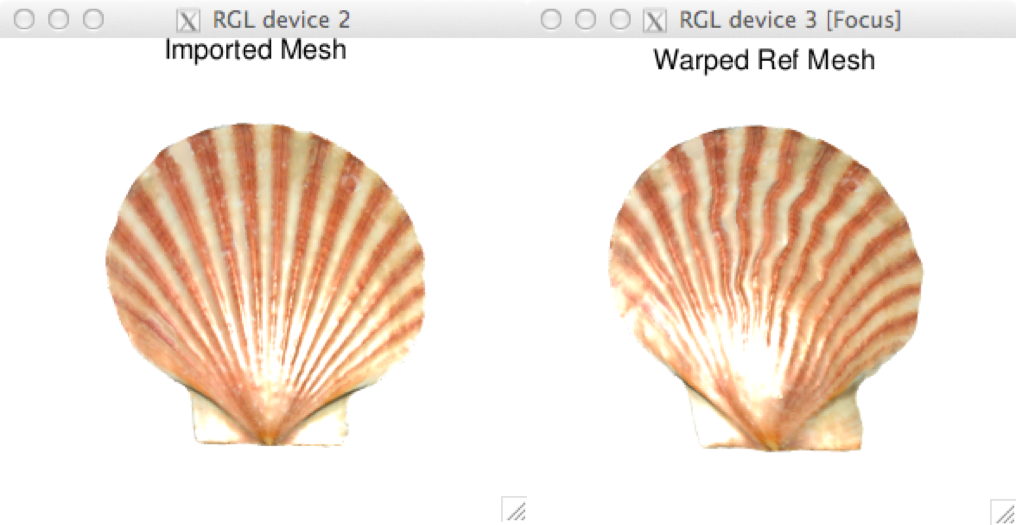 RGL device 2
Imported Mesh
RGL device 3 [Focus]
Warped Ref Mesh